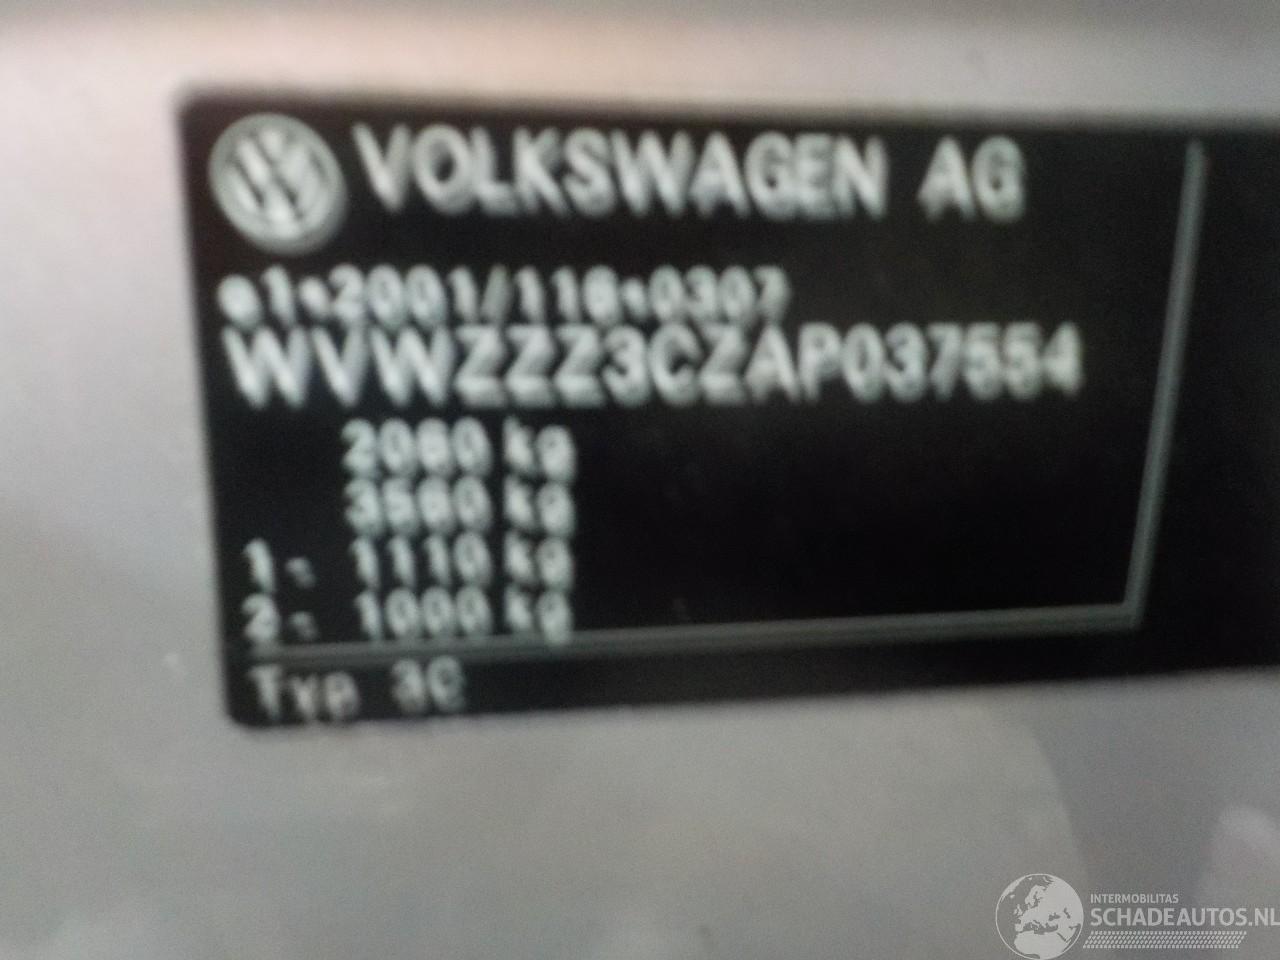 VOLKSWAGEN AG
e1*2001/116*0307
WVWZZZ3CZAP037554
2060 kg
3560 kg
1- 1110 kg
2- 1000 kg
Typ 3C
INTERMOBILITAS
SCHADEAUTOS.NL